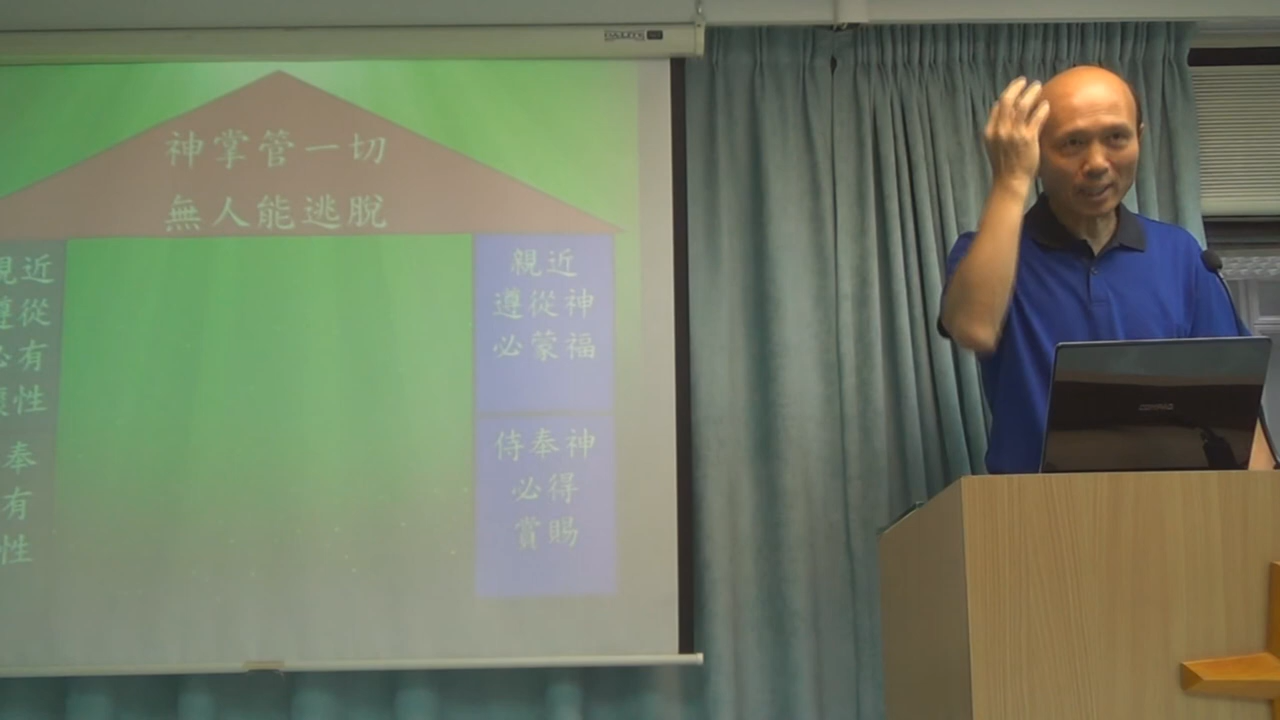 神掌管一切
無人能逃脫
近
從
有
性
奉
有
性
親近
遵從神
必蒙福
侍奉神
必得
賞賜